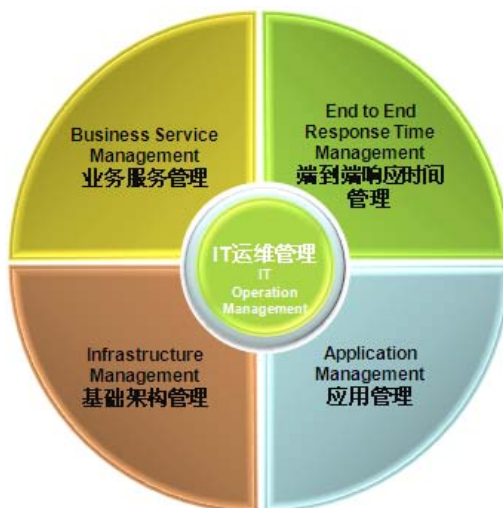 Business Service
Management
业务服务管理
End to End
Response Time
Management
端到端响应时间
管理
IT运维管理
IT
Operation
Management
Infrastructure
Management
基础架构管理
Application
Management
应用管理